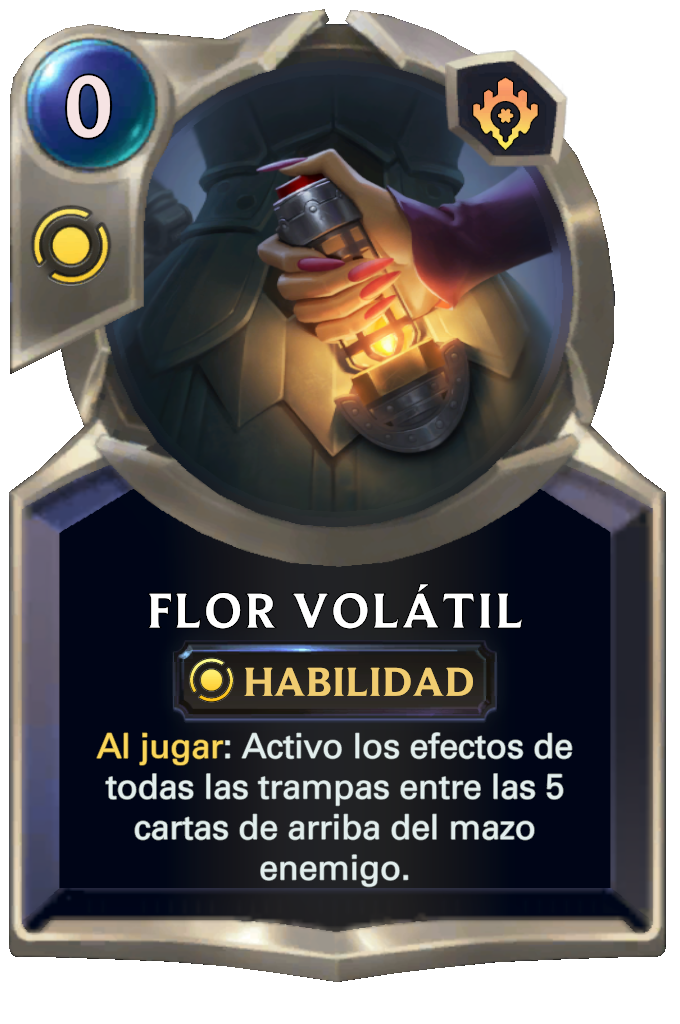 0
FLOR VOLÁTIL
HABILIDAD
Al jugar: Activo los efectos de
todas las trampas entre las 5
cartas de arriba del mazo
enemigo.